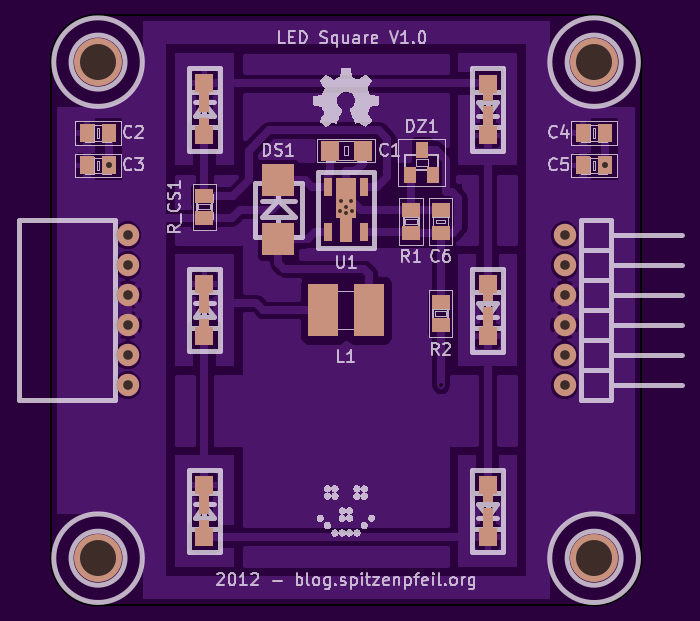 LED Square V1.0
DZ1
C2
C4
DS1
C1
C3
C5
R_CS1
U1
R1 C6
L1
R2
2012 – blog.spitzenpfeil.org